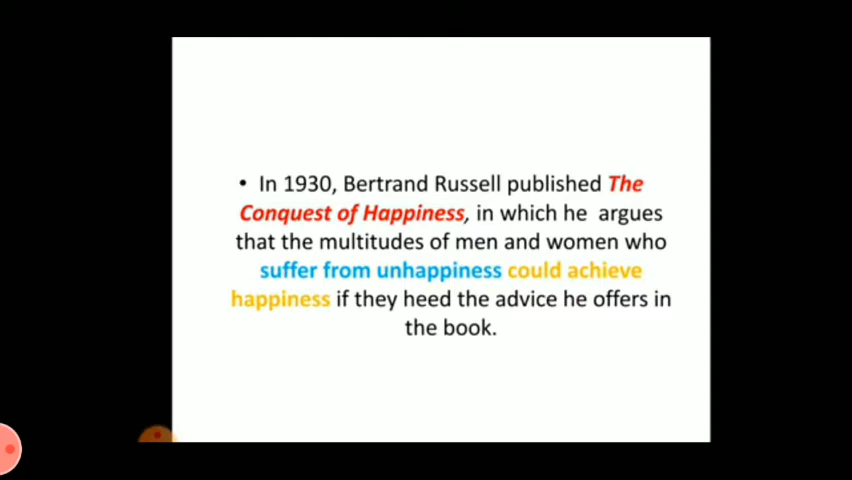 • In 1930, Bertrand Russell published The
Conquest of Happiness, in which he argues
that the multitudes of men and women who
suffer from unhappiness could achieve
happiness if they heed the advice he offers in
the book.